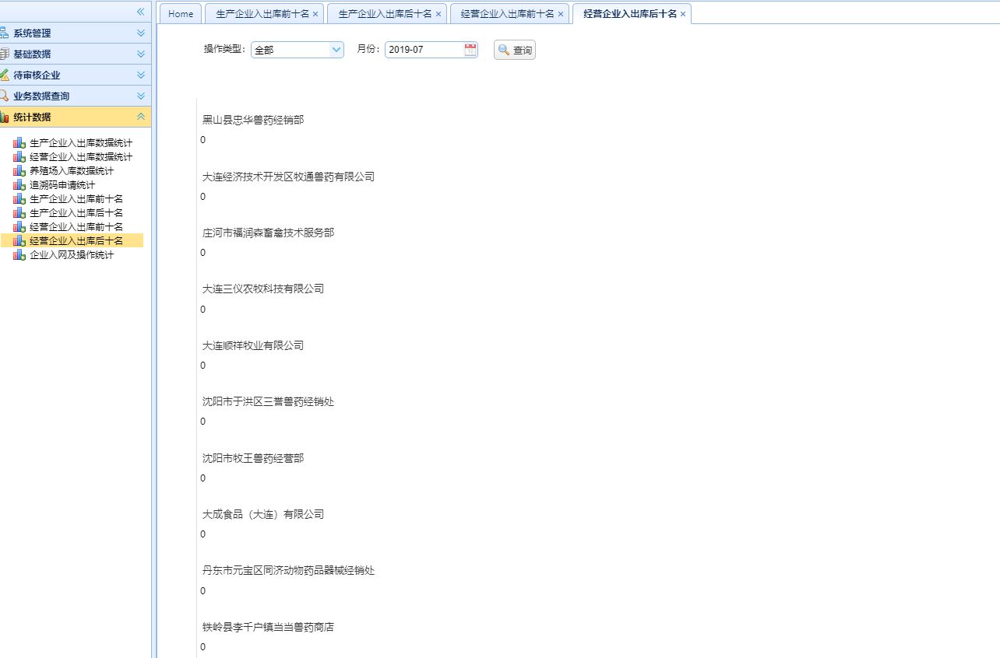 Home
生产企业入出库前十名
生产企业入出库后十名
经营企业入出库前十名
经营企业入出库后十名
系统管理
基础数据
待审核企业
业务数据查询
统计数据
生产企业入出库数据统计
经营企业入出库数据统计
养殖场入库数据统计
追溯码申请统计
生产企业入出库前十名
生产企业入出库后十名
经营企业入出库前十名
经营企业入出库后十名
企业入网及操作统计
操作类型： 全部 月份： 2019-07 查询
黑山县忠华兽药经销部
0
大连经济技术开发区牧通兽药有限公司
0
庄河市福润森畜禽技术服务部
0
大连三仪农牧科技有限公司
0
大连顺祥牧业有限公司
0
沈阳市于洪区三誉兽药经销处
0
沈阳市牧王兽药经营部
0
大成食品（大连）有限公司
0
丹东市元宝区同济动物药品器械经销处
0
铁岭县李千户镇当当兽药商店
0